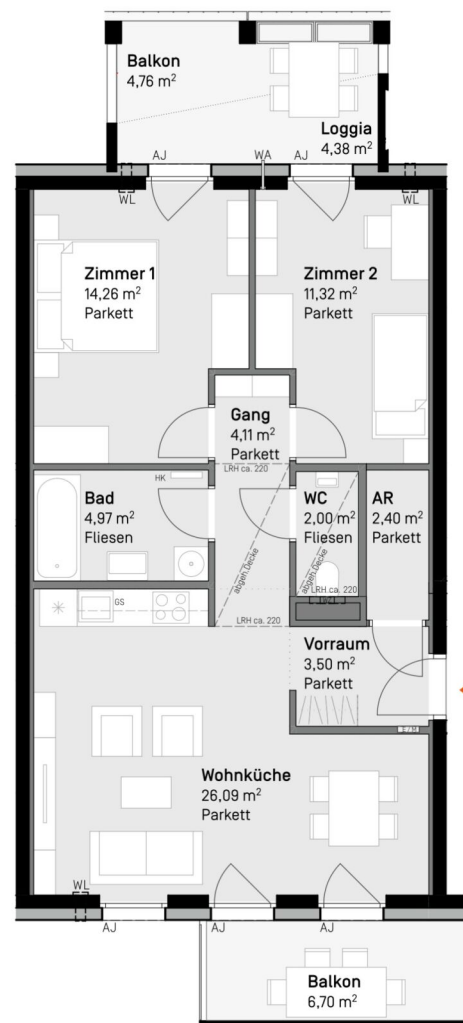 Balkon
4,76 m²
Loggia
4,38 m²
AJ
WA
AJ
WL
WL
Zimmer 1
14,26 m²
Parkett
Zimmer 2
11,32 m²
Parkett
Gang
4,11 m²
Parkett
LRH ca. 220
Bad
4,97 m²
Fliesen
HK
WC
2,00 m²
Fliesen
AR
2,40 m²
Parkett
abgeh.Decke
abgeh.Decke
LRH ca. 220
GS
LRH ca. 220
Vorraum
3,50 m²
Parkett
Wohnküche
26,09 m²
Parkett
WL
AJ
AJ
AJ
Balkon
6,70 m²